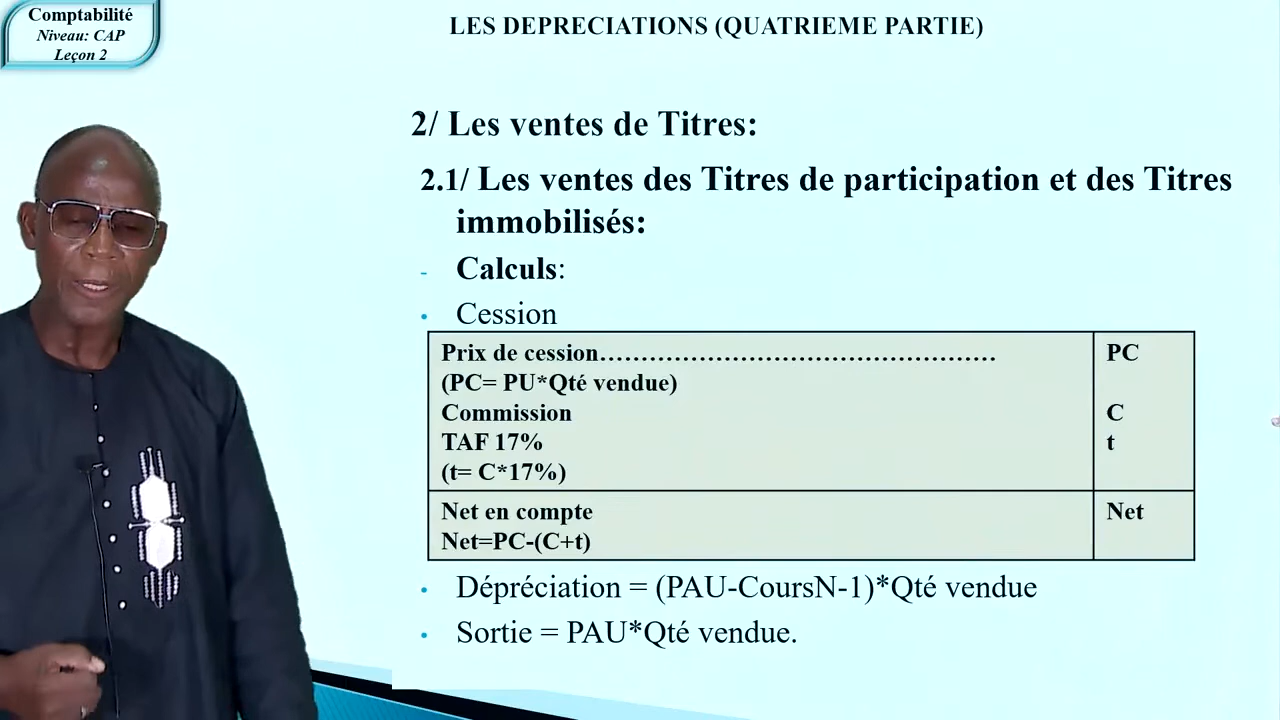 Comptabilité
Niveau: CAP
Leçon 2
LES DEPRECIATIONS (QUATRIEME PARTIE)
2/ Les ventes de Titres:
2.1/ Les ventes des Titres de participation et des Titres
immobilisés:
- Calculs:
• Cession
Prix de cession………………………………………… PC
(PC= PU*Qté vendue)
Commission C
TAF 17% t
(t= C*17%)
Net en compte Net
Net=PC-(C+t)
• Dépréciation = (PAU-CoursN-1)*Qté vendue
• Sortie = PAU*Qté vendue.